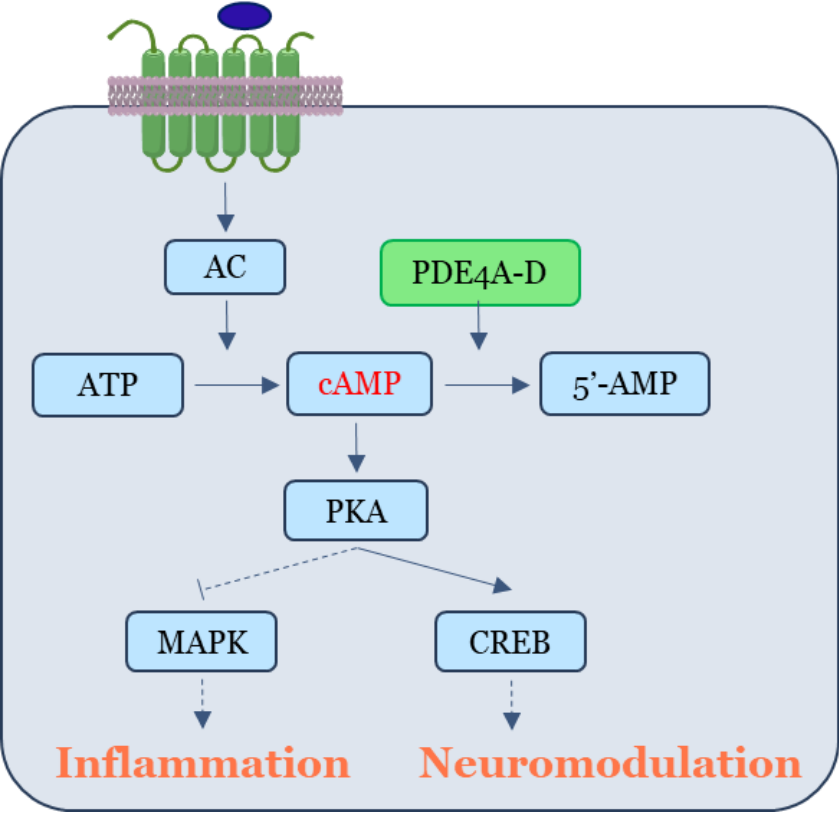 AC
PDE4A-D
ATP
cAMP
5’-AMP
PKA
MAPK
CREB
Inflammation
Neuromodulation